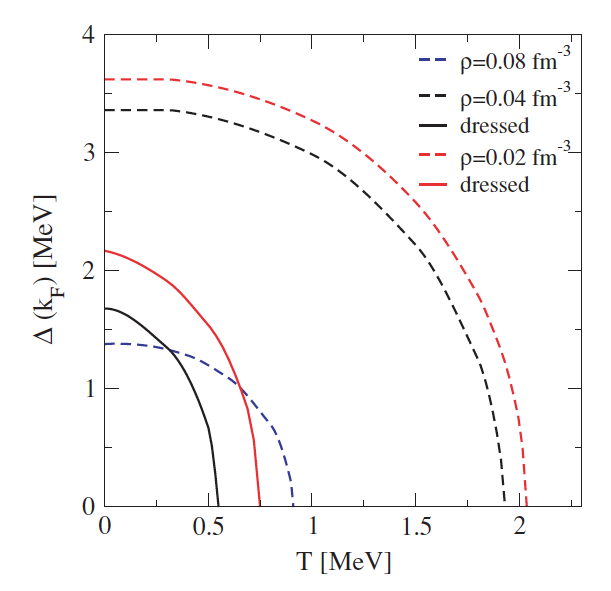 4
3
2
1
0
0
0.5
1
1.5
2
Δ (k_F) [MeV]
T [MeV]
ρ=0.08 fm⁻³
ρ=0.04 fm⁻³
dressed
ρ=0.02 fm⁻³
dressed